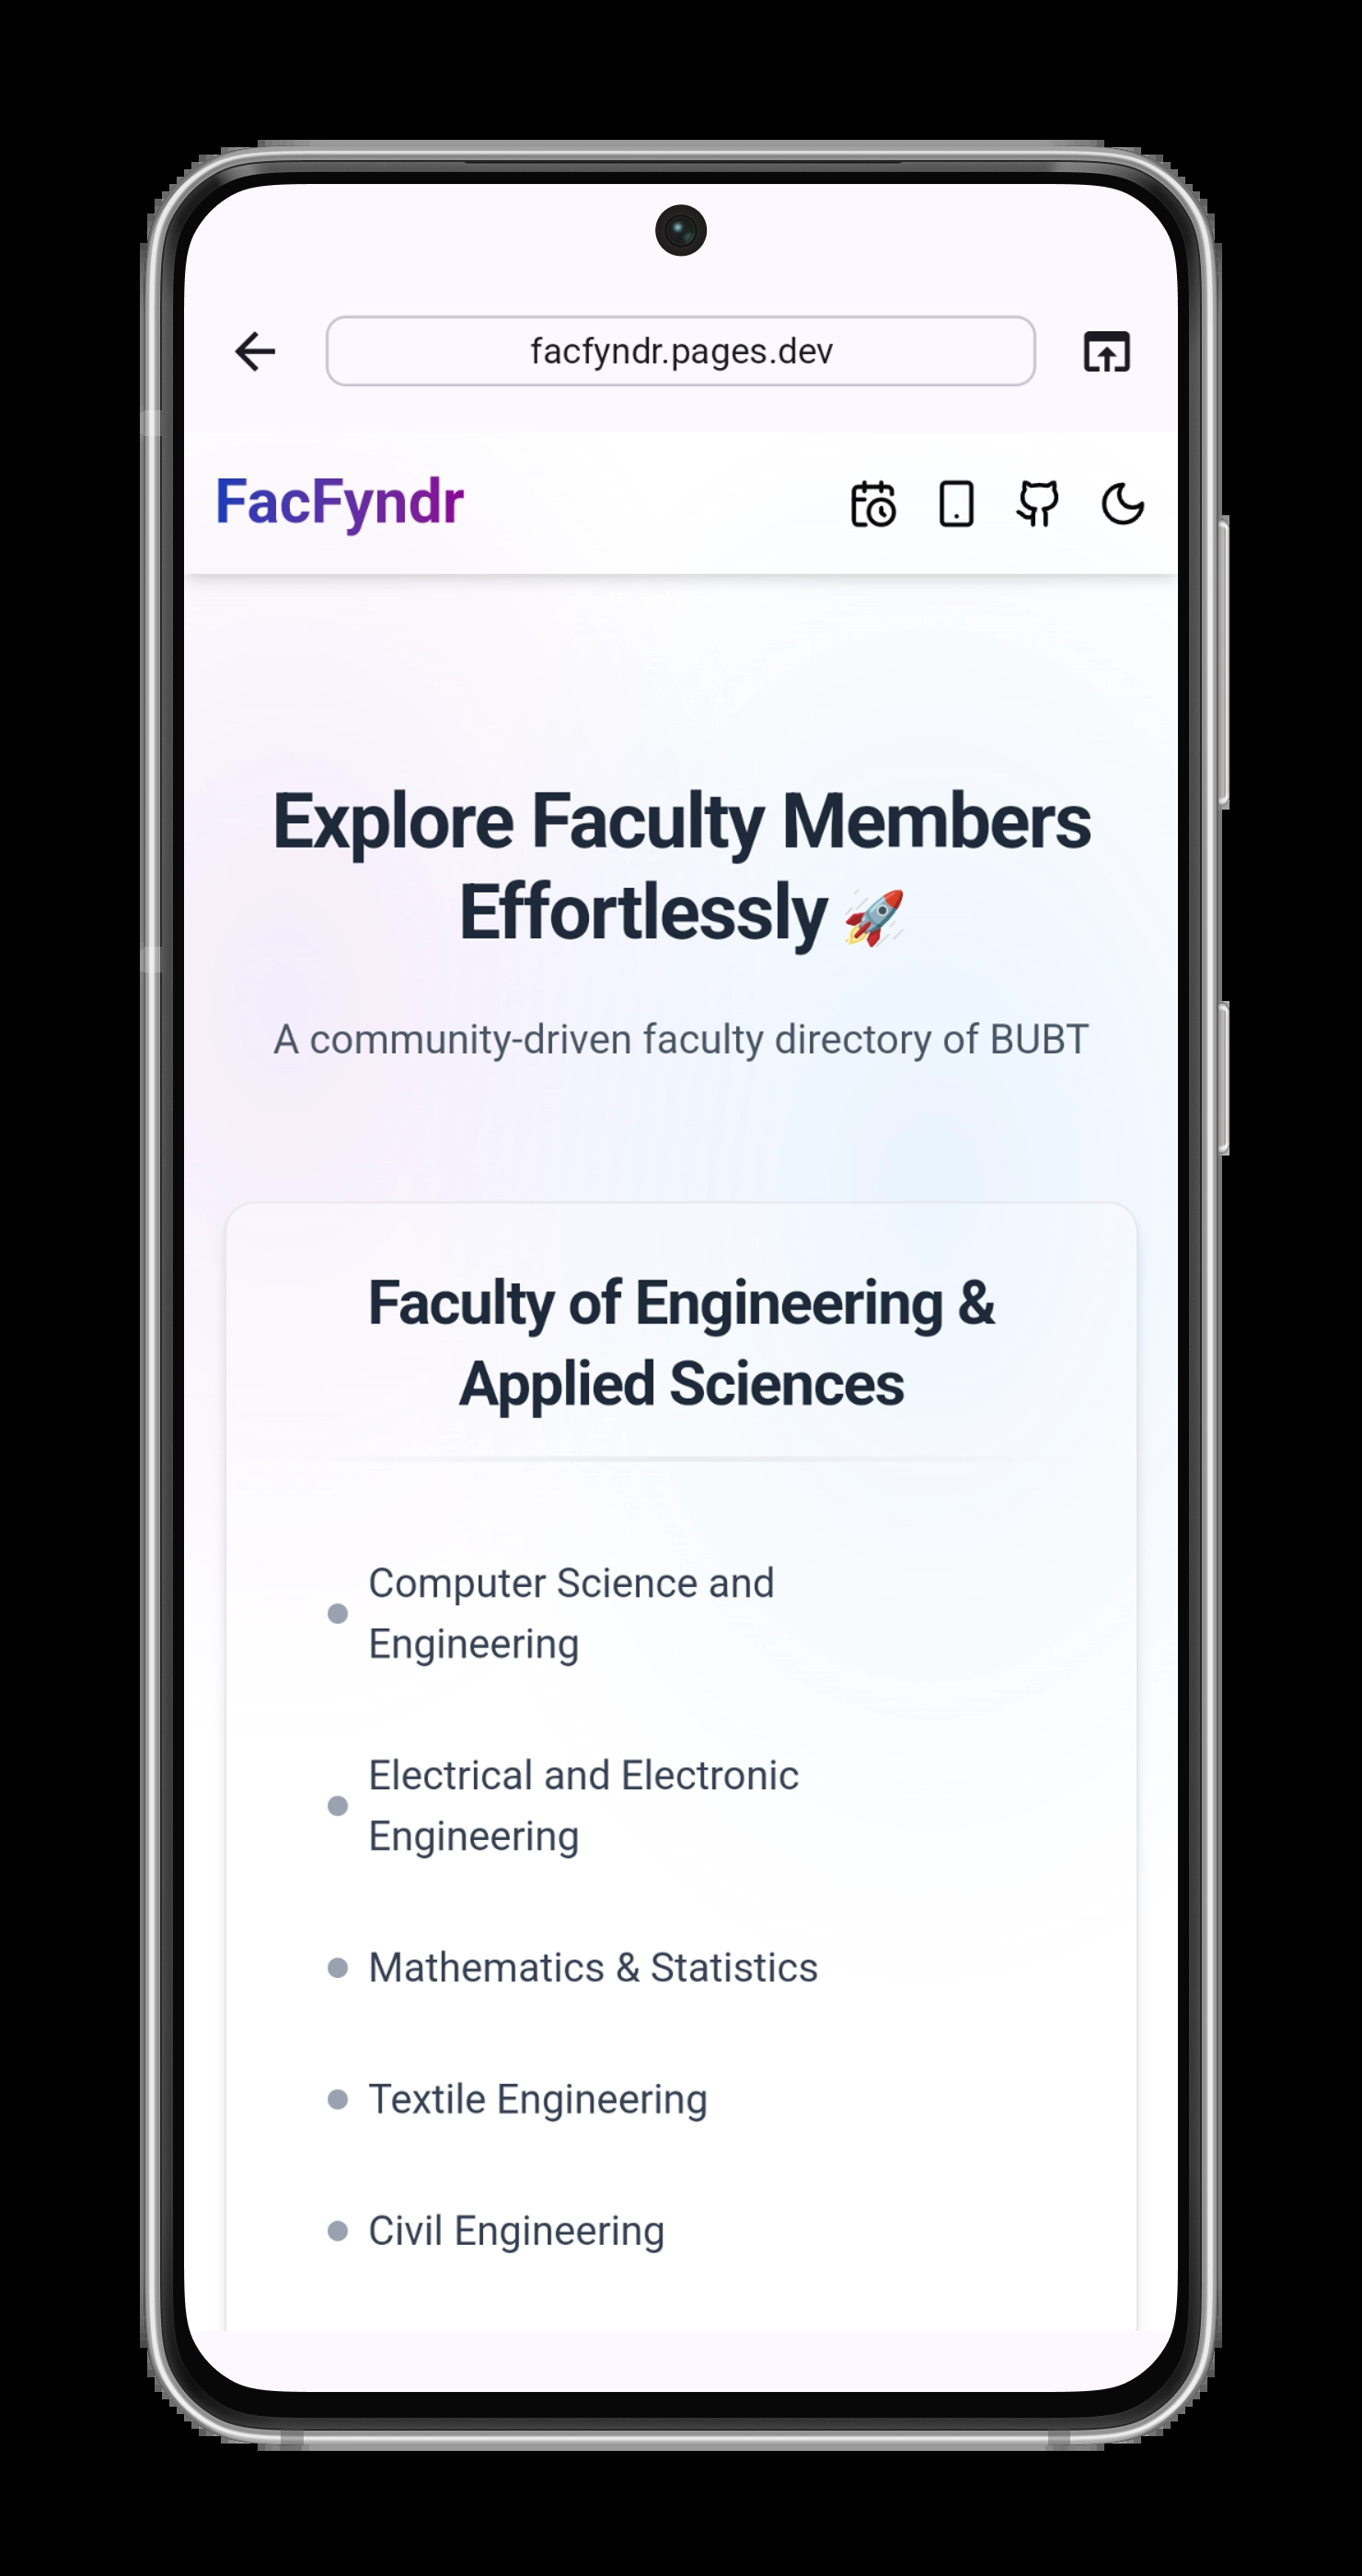 facfyndr.pages.dev
FacFyndr
Explore Faculty Members
Effortlessly 🚀
A community-driven faculty directory of BUBT
Faculty of Engineering &
Applied Sciences
Computer Science and
Engineering
Electrical and Electronic
Engineering
Mathematics & Statistics
Textile Engineering
Civil Engineering